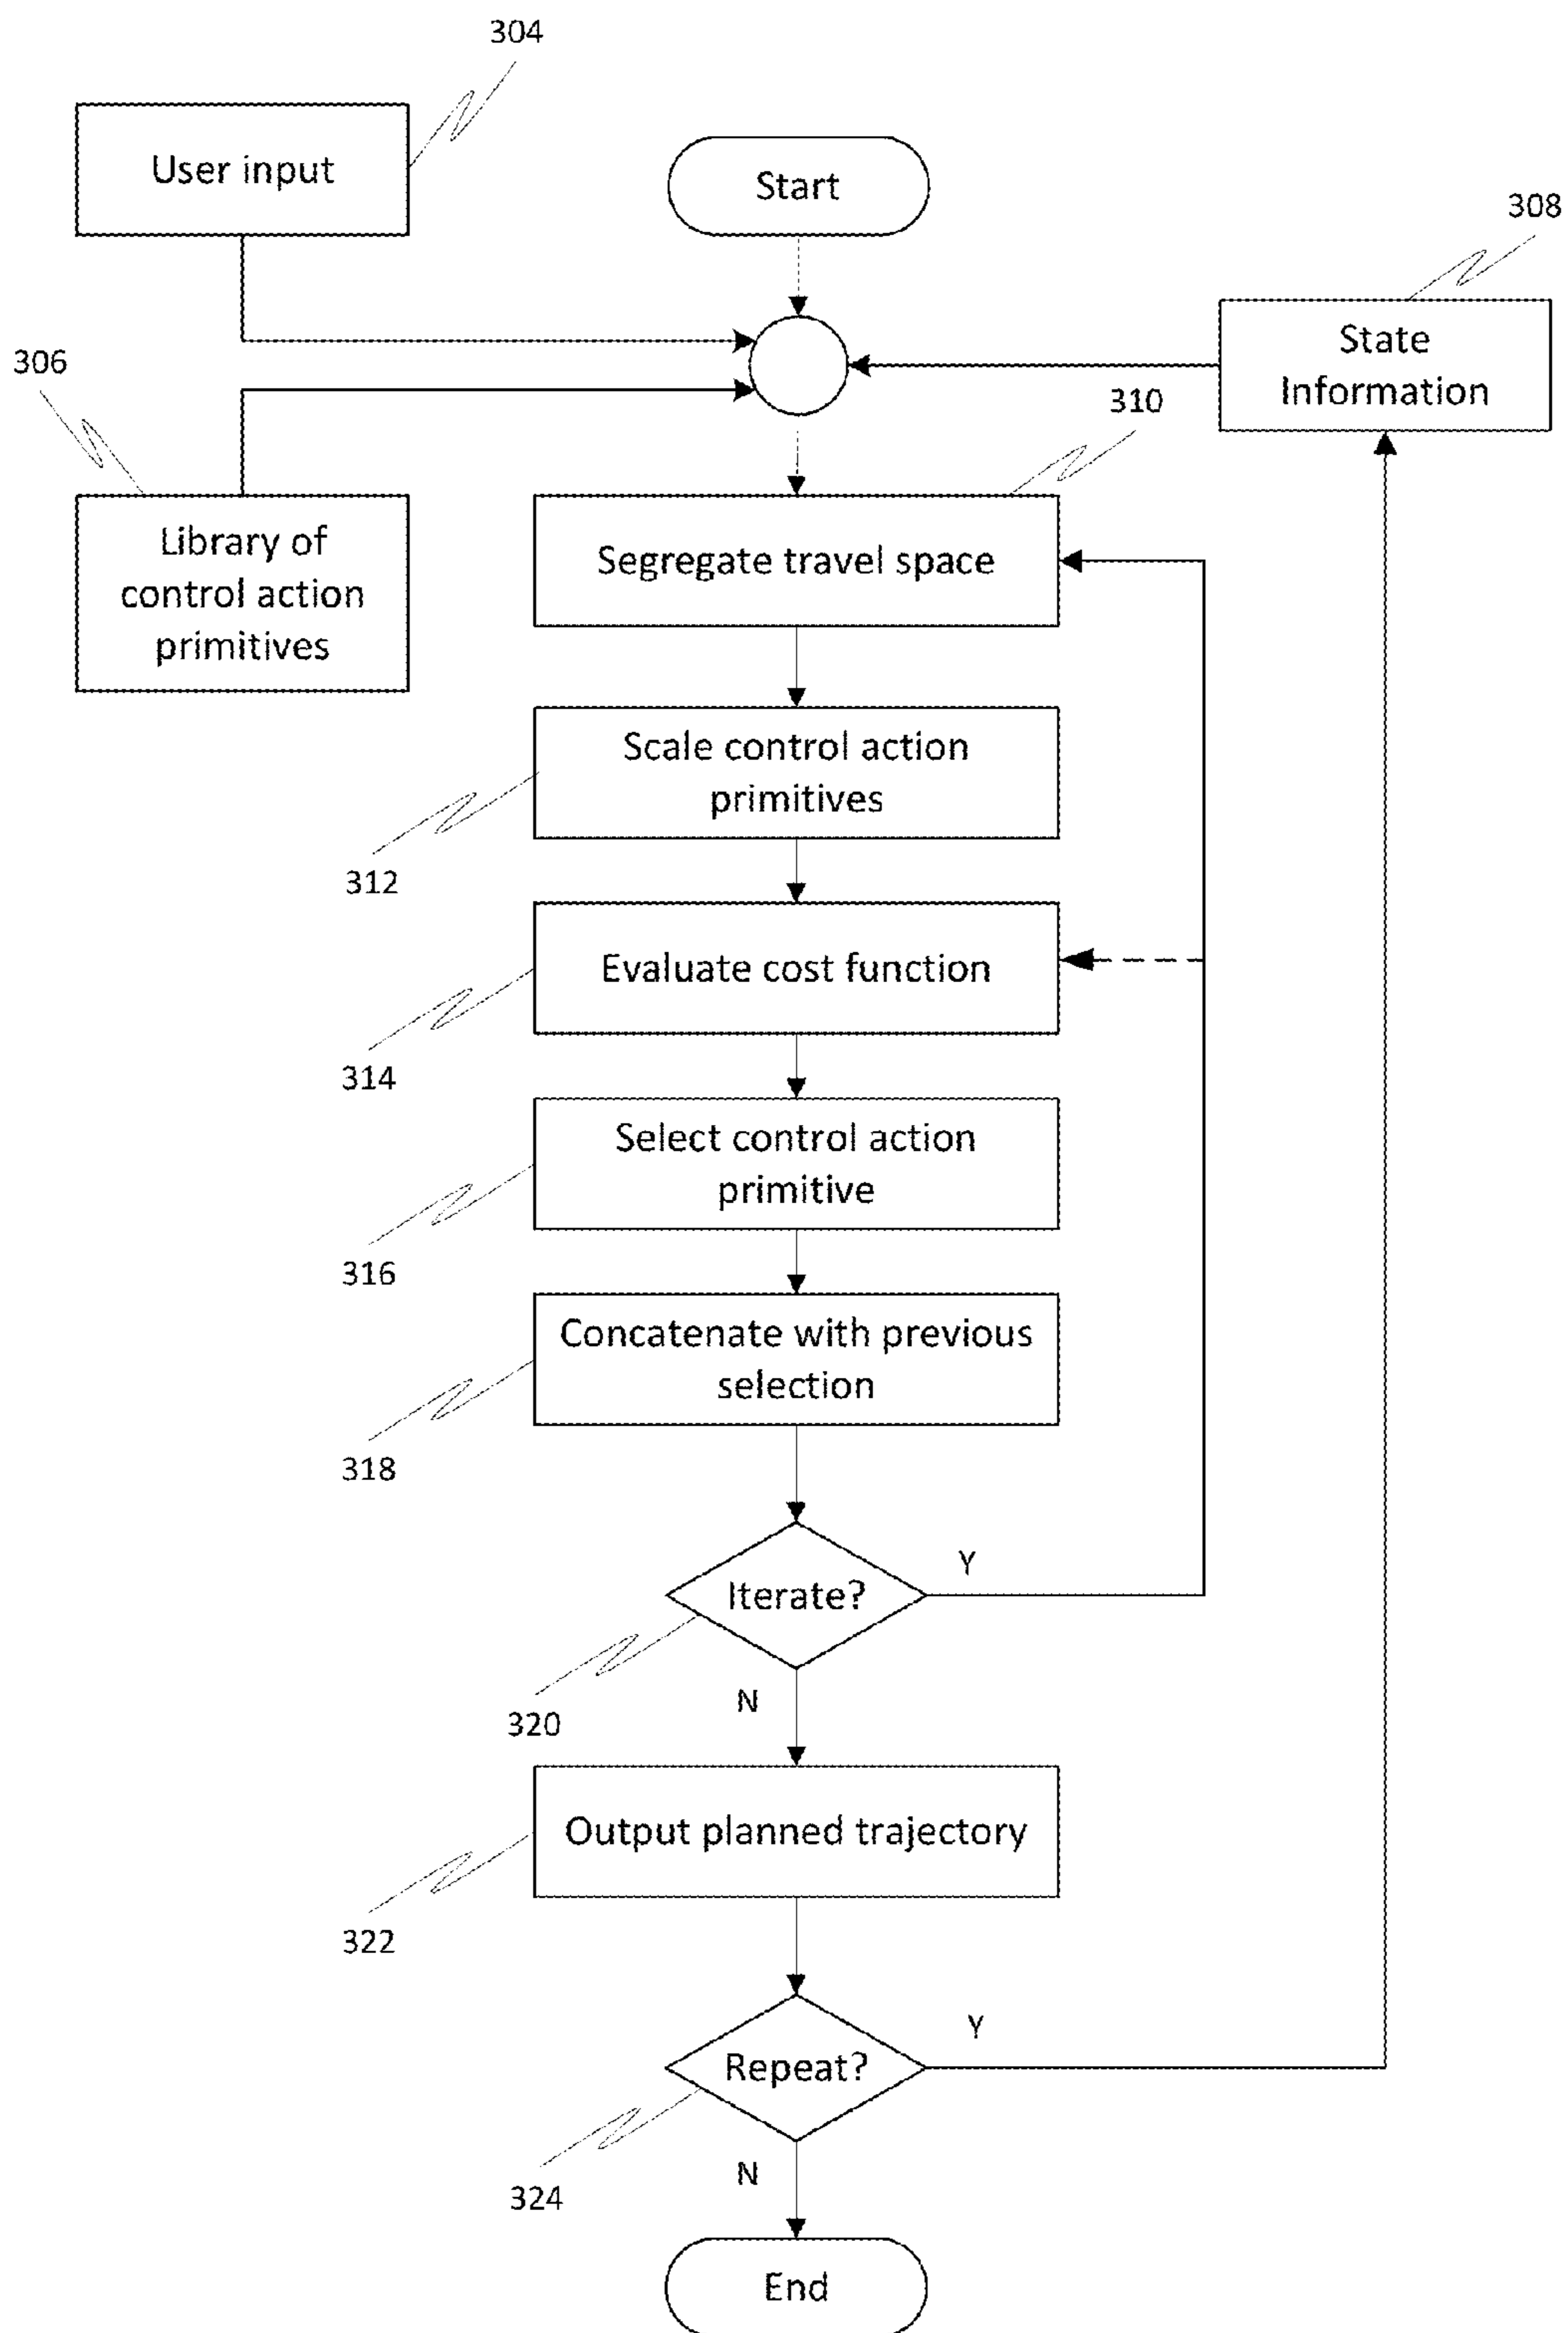 304
User input
Start
308
State
Information
306
310
Library of
control action
primitives
Segregate travel space
Scale control action
primitives
312
Evaluate cost function
314
Select control action
primitive
316
Concatenate with previous
selection
318
Y
Iterate?
320
N
Output planned trajectory
322
Y
Repeat?
324
N
End